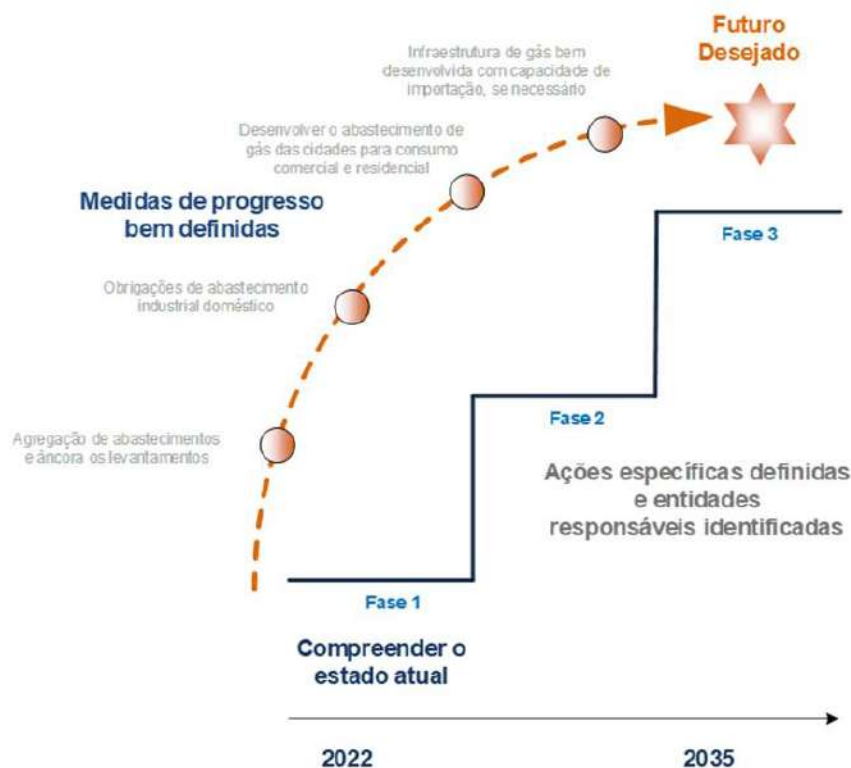 Futuro
Desejado
Infraestrutura de gás bem
desenvolvida com capacidade de
importação, se necessário
Desenvolver o abastecimento de
gás das cidades para consumo
comercial e residencial
Medidas de progresso
bem definidas
Fase 3
Obrigações de abastecimento
industrial doméstico
Fase 2
Agregação de abastecimentos
e âncora os levantamentos
Ações específicas definidas
e entidades
responsáveis identificadas
Fase 1
Compreender o
estado atual
2022
2035